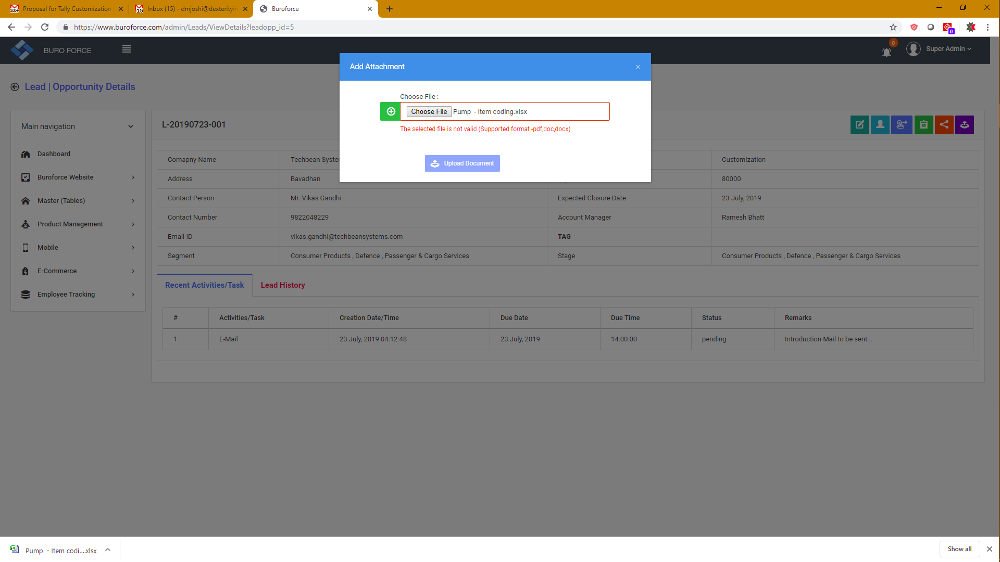 Proposal for Tally Customization
Inbox (15) - dmjoshi@dexterityin
Buroforce
https://www.buroforce.com/admin/Leads/ViewDetails?leadopp_id=5
0
BURO FORCE
0
Super Admin
Add Attachment
×
Choose File :
Choose File Pump - Item coding.xlsx
The selected file is not valid (Supported format -pdf,doc,docx)
Upload Document
Lead | Opportunity Details
Main navigation
Dashboard
Buroforce Website
Master (Tables)
Product Management
Mobile
E-Commerce
Employee Tracking
L-20190723-001
Comapny Name Techbean System Customization
Address Bavadhan 80000
Contact Person Mr. Vikas Gandhi Expected Closure Date 23 July, 2019
Contact Number 9822048229 Account Manager Ramesh Bhatt
Email ID vikas.gandhi@techbeansystems.com TAG
Segment Consumer Products , Defence , Passenger & Cargo Services Stage Consumer Products , Defence , Passenger & Cargo Services
Recent Activities/Task Lead History
# Activities/Task Creation Date/Time Due Date Due Time Status Remarks
1 E-Mail 23 July, 2019 04:12:48 23 July, 2019 14:00:00 pending Introduction Mail to be sent...
Pump - Item codi....xlsx
Show all